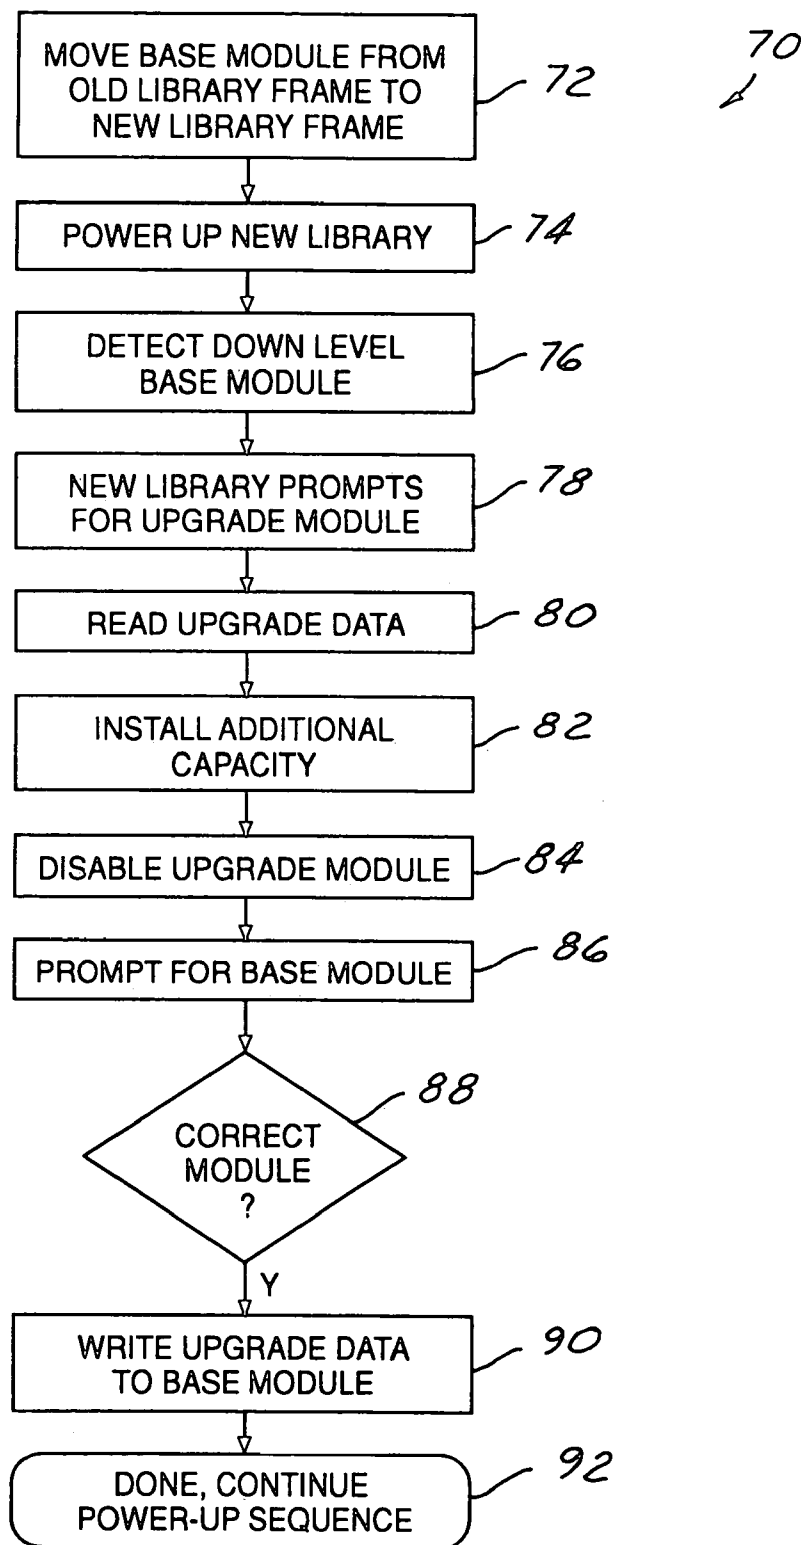 70
MOVE BASE MODULE FROM
OLD LIBRARY FRAME TO
NEW LIBRARY FRAME
72
POWER UP NEW LIBRARY
74
DETECT DOWN LEVEL
BASE MODULE
76
NEW LIBRARY PROMPTS
FOR UPGRADE MODULE
78
READ UPGRADE DATA
80
INSTALL ADDITIONAL
CAPACITY
82
DISABLE UPGRADE MODULE
84
PROMPT FOR BASE MODULE
86
CORRECT
MODULE
?
88
Y
WRITE UPGRADE DATA
TO BASE MODULE
90
DONE, CONTINUE
POWER-UP SEQUENCE
92